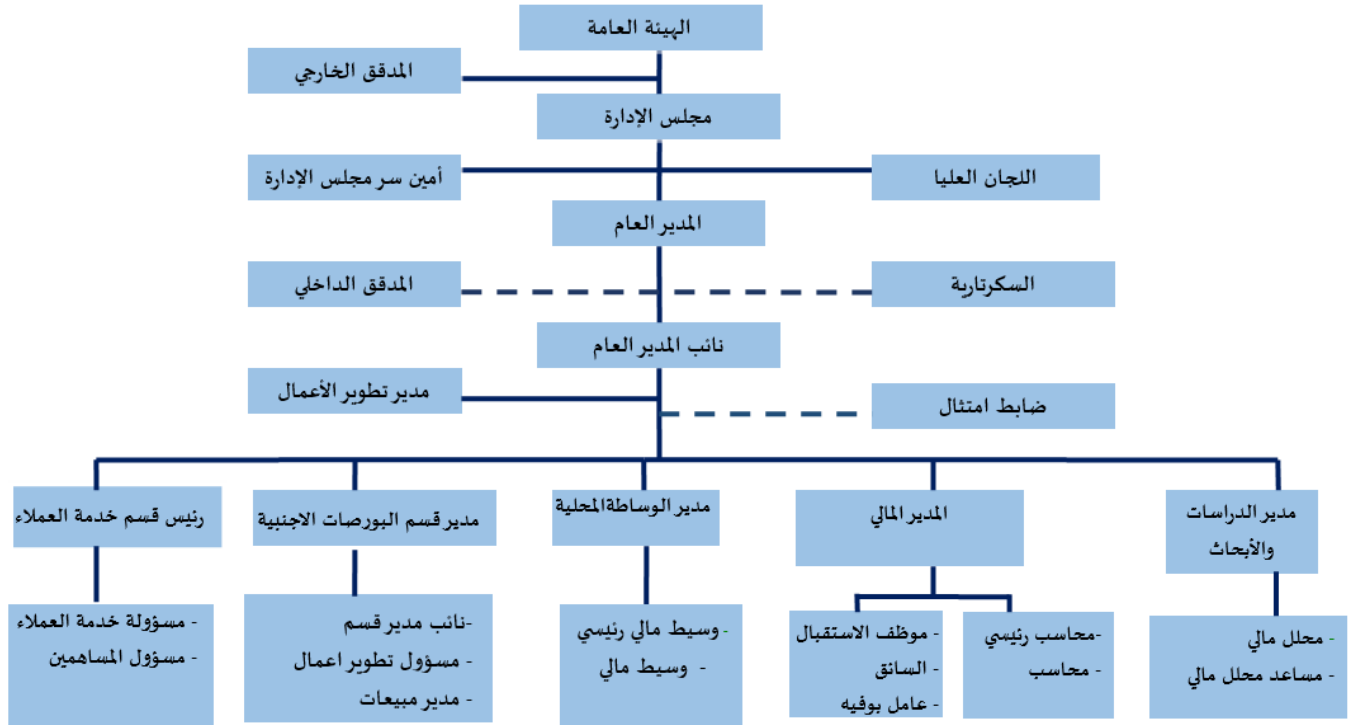 الهيئة العامة
المدقق الخارجي
مجلس الإدارة
اللجان العليا
أمين سر مجلس الإدارة
المدير العام
السكرتارية
المدقق الداخلي
نائب المدير العام
ضابط امتثال
مدير تطوير الأعمال
مدير الدراسات
والأبحاث
المدير المالي
مدير الوساطة المحلية
مدير قسم البورصات الاجنبية
رئيس قسم خدمة العملاء
- محلل مالي
- مساعد محلل مالي
-محاسب رئيسي
- محاسب
- موظف الاستقبال
- السائق
- عامل بوفيه
- وسيط مالي رئيسي
- وسيط مالي
-نائب مدير قسم
- مسؤول تطوير اعمال
- مدير مبيعات
- مسؤولة خدمة العملاء
- مسؤول المساهمين